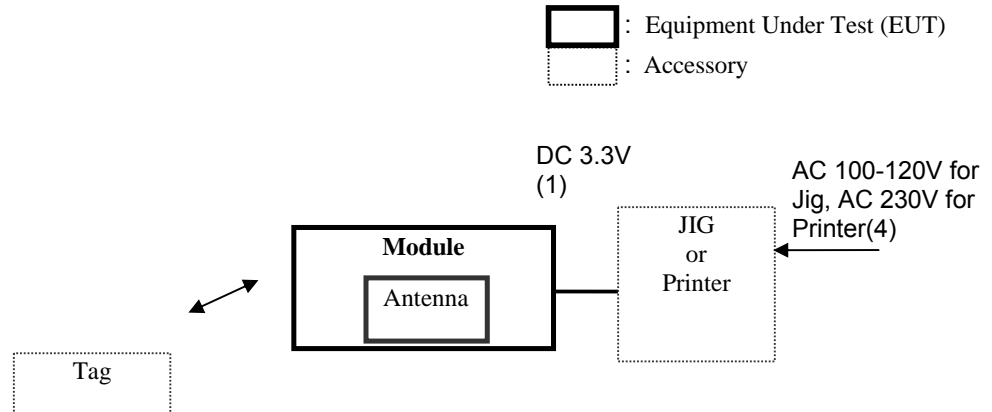 : Equipment Under Test (EUT)
: Accessory
DC 3.3V
(1)
AC 100-120V for
Jig, AC 230V for
Printer(4)
Module
Antenna
JIG
or
Printer
Tag